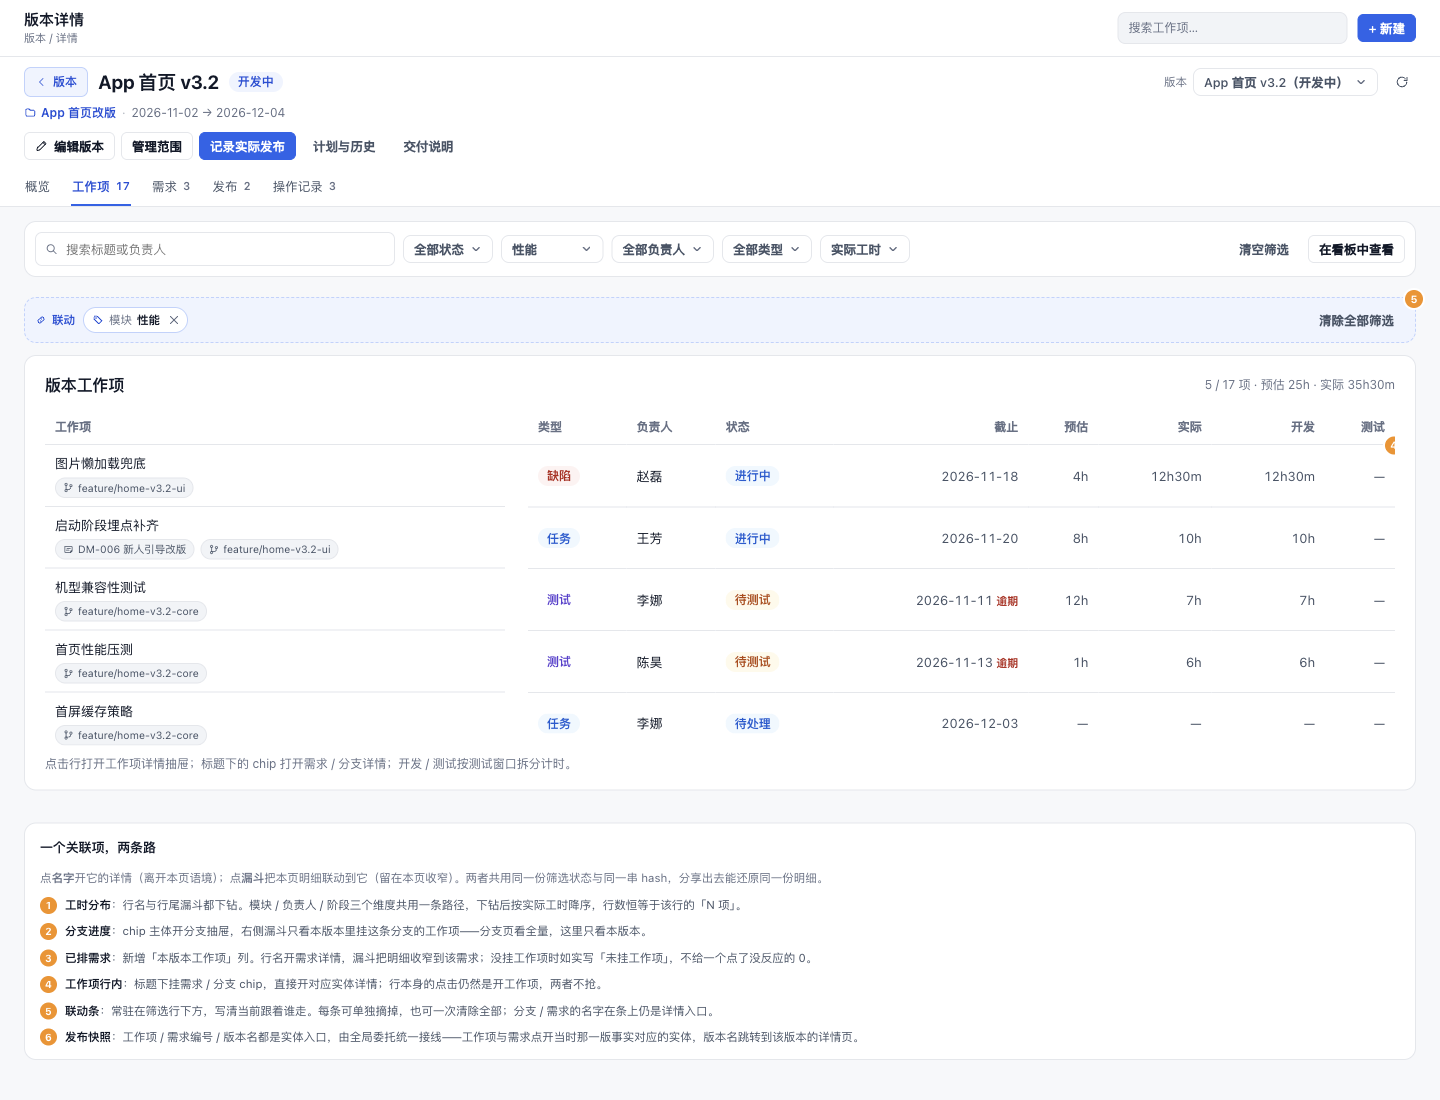 版本详情
版本 / 详情
搜索工作项...
+ 新建
版本
App 首页 v3.2
开发中
版本
App 首页 v3.2（开发中）
App 首页改版 · 2026-11-02 → 2026-12-04
编辑版本
管理范围
记录实际发布
计划与历史
交付说明
概览
工作项 17
需求 3
发布 2
操作记录 3
搜索标题或负责人
全部状态
性能
全部负责人
全部类型
实际工时
清空筛选
在看板中查看
5
联动
模块 性能
清除全部筛选
版本工作项
5 / 17 项 · 预估 25h · 实际 35h30m
工作项 类型 负责人 状态 截止 预估 实际 开发 测试
4
图片懒加载兜底
feature/home-v3.2-ui
缺陷 赵磊 进行中 2026-11-18 4h 12h30m 12h30m —
启动阶段埋点补齐
DM-006 新人引导改版 feature/home-v3.2-ui
任务 王芳 进行中 2026-11-20 8h 10h 10h —
机型兼容性测试
feature/home-v3.2-core
测试 李娜 待测试 2026-11-11 逾期 12h 7h 7h —
首页性能压测
feature/home-v3.2-core
测试 陈昊 待测试 2026-11-13 逾期 1h 6h 6h —
首屏缓存策略
feature/home-v3.2-core
任务 李娜 待处理 2026-12-03 — — — —
点击行打开工作项详情抽屉；标题下的 chip 打开需求 / 分支详情；开发 / 测试按测试窗口拆分计时。
一个关联项，两条路
点名字开它的详情（离开本页语境）；点漏斗把本页明细联动到它（留在本页收窄）。两者共用同一份筛选状态与同一串 hash，分享出去能还原同一份明细。
1 工时分布：行名与行尾漏斗都下钻。模块 / 负责人 / 阶段三个维度共用一条路径，下钻后按实际工时降序，行数恒等于该行的「N 项」。
2 分支进度：chip 主体开分支抽屉，右侧漏斗只看本版本里挂这条分支的工作项——分支页看全量，这里只看本版本。
3 已排需求：新增「本版本工作项」列。行名开需求详情，漏斗把明细收窄到该需求；没挂工作项时如实写「未挂工作项」，不给一个点了没反应的 0。
4 工作项行内：标题下挂需求 / 分支 chip，直接开对应实体详情；行本身的点击仍然是开工作项，两者不抢。
5 联动条：常驻在筛选行下方，写清当前跟着谁走。每条可单独摘掉，也可一次清除全部；分支 / 需求的名字在条上仍是详情入口。
6 发布快照：工作项 / 需求编号 / 版本名都是实体入口，由全局委托统一接线——工作项与需求点开当时那一版事实对应的实体，版本名跳转到该版本的详情页。